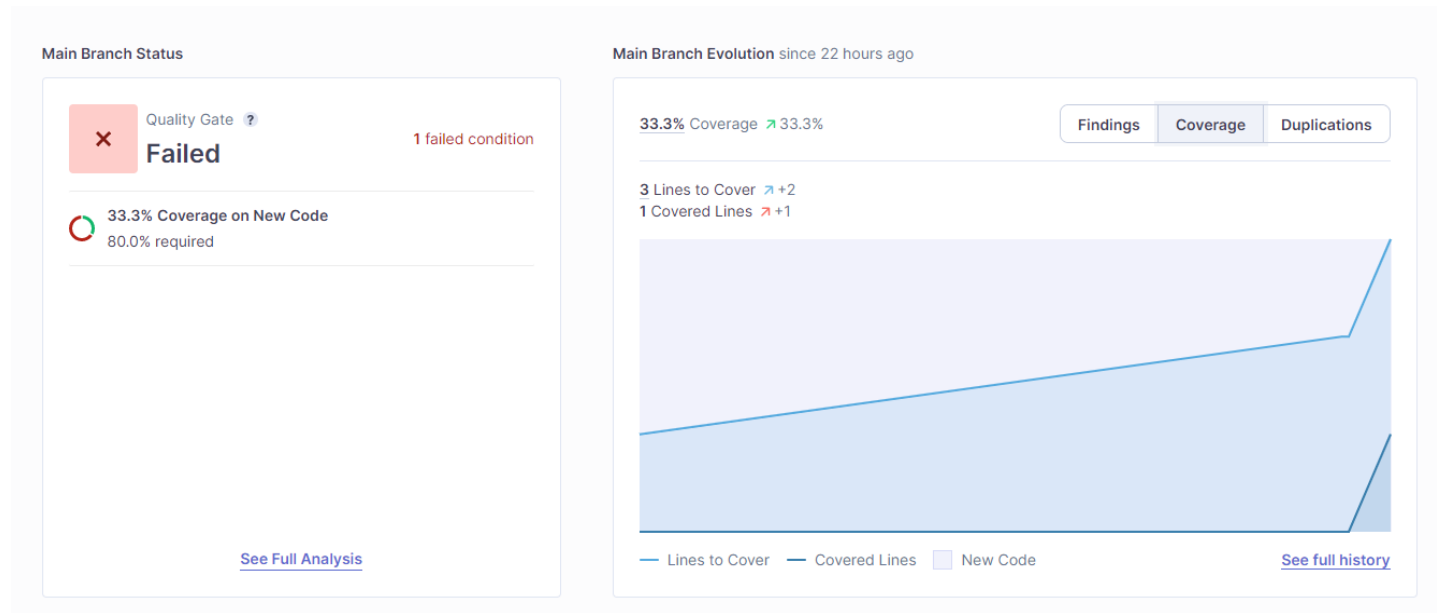 Main Branch Status
Quality Gate ?
Failed
1 failed condition
33.3% Coverage on New Code
80.0% required
See Full Analysis
Main Branch Evolution since 22 hours ago
33.3% Coverage 33.3%
Findings Coverage Duplications
3 Lines to Cover +2
1 Covered Lines +1
Lines to Cover Covered Lines New Code
See full history